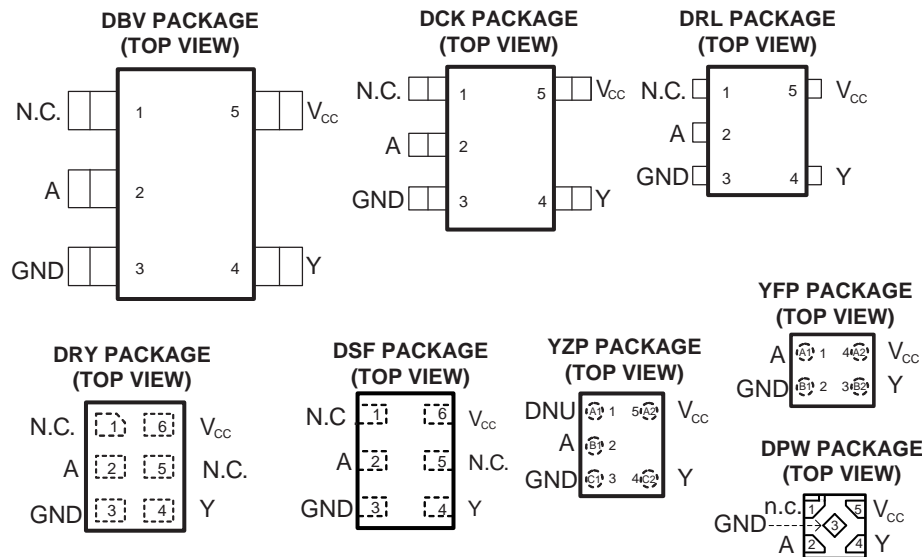 DBV PACKAGE
(TOP VIEW)
N.C. 1 5 VCC
A 2
GND 3 4 Y
DCK PACKAGE
(TOP VIEW)
N.C. 1 5 VCC
A 2
GND 3 4 Y
DRL PACKAGE
(TOP VIEW)
N.C. 1 5 VCC
A 2
GND 3 4 Y
DRY PACKAGE
(TOP VIEW)
N.C. 1 6 VCC
A 2 5 N.C.
GND 3 4 Y
DSF PACKAGE
(TOP VIEW)
N.C 1 6 VCC
A 2 5 N.C.
GND 3 4 Y
YZP PACKAGE
(TOP VIEW)
DNU A1 1 5 A2 VCC
A B1 2
GND C1 3 4 C2 Y
YFP PACKAGE
(TOP VIEW)
A A1 1 4 A2 VCC
GND B1 2 3 B2 Y
DPW PACKAGE
(TOP VIEW)
n.c. 1 5 VCC
GND 3
A 2 4 Y